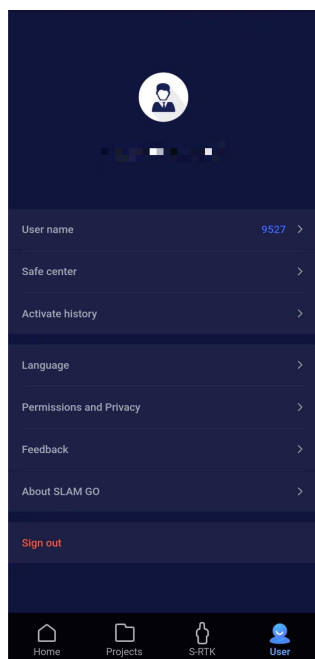 User name 9527
Safe center
Activate history
Language
Permissions and Privacy
Feedback
About SLAM GO
Sign out
Home Projects S-RTK User